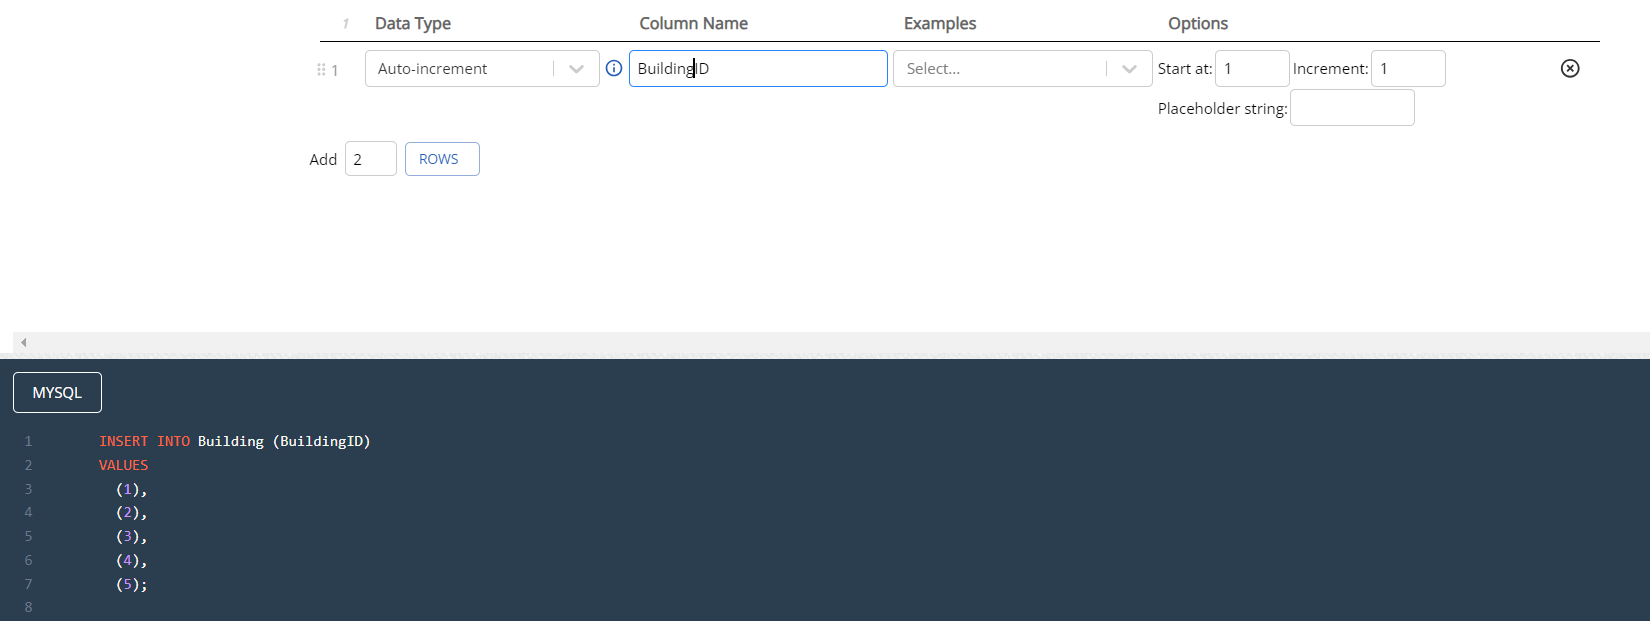 1 Data Type Column Name Examples Options
1 Auto-increment BuildingID Select... Start at: 1 Increment: 1
Placeholder string:
Add 2 ROWS
MYSQL
1 INSERT INTO Building (BuildingID)
2 VALUES
3 (1),
4 (2),
5 (3),
6 (4),
7 (5);
8